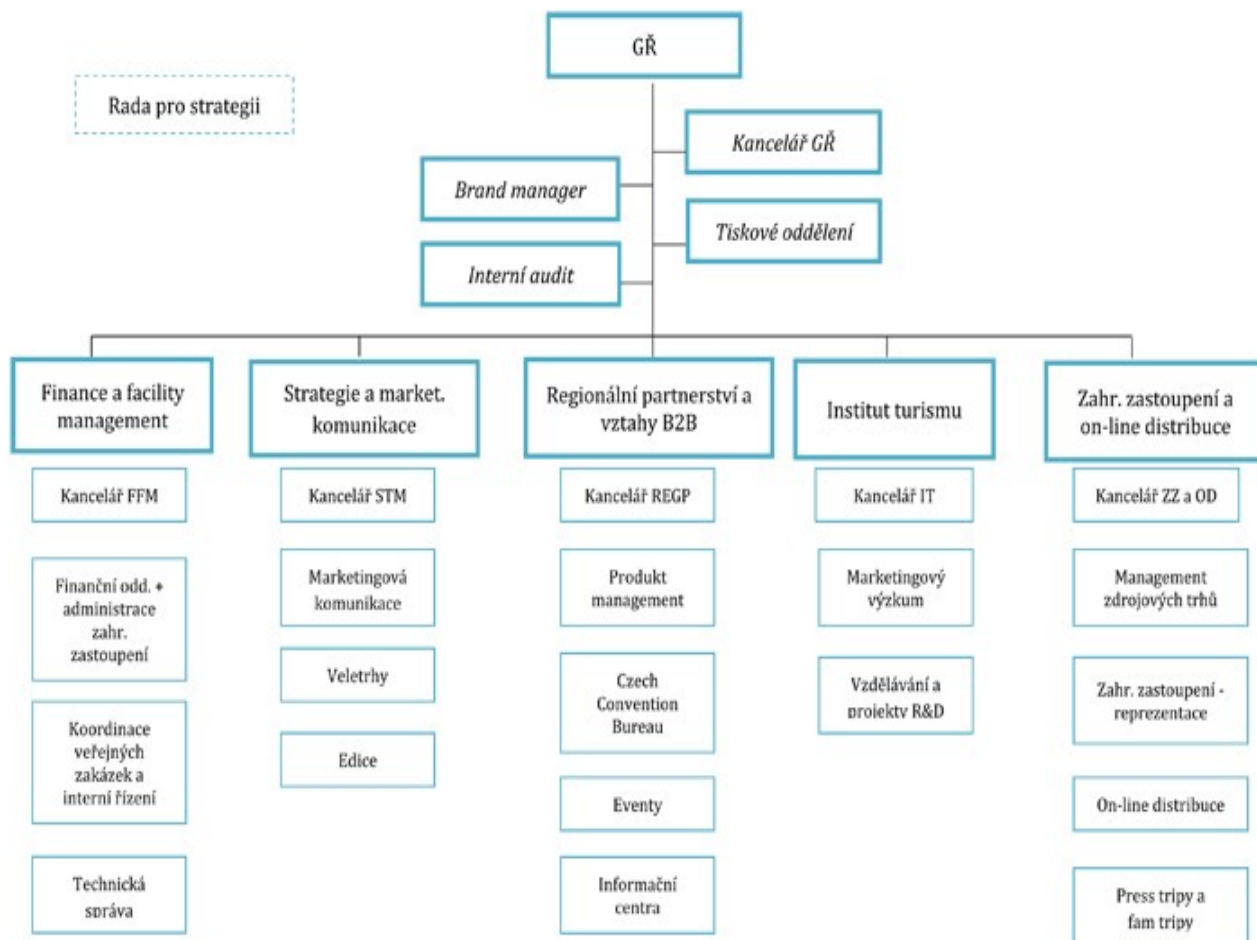 GŘ
Rada pro strategii
Kancelář GŘ
Brand manager
Tiskové oddělení
Interní audit
Finance a facility
management
Strategie a market.
komunikace
Regionální partnerství a
vztahy B2B
Institut turismu
Zahr. zastoupení a
on-line distribuce
Kancelář FFM
Kancelář STM
Kancelář REGP
Kancelář IT
Kancelář ZZ a OD
Finanční odd. +
administrace
zahr.
zastoupení
Marketingová
komunikace
Produkt
management
Marketingový
výzkum
Management
zdrojových trhů
Veletrhy
Czech
Convention
Bureau
Vzdělávání a
projekty R&D
Zahr. zastoupení -
reprezentace
Koordinace
veřejných
zakázek a
interní řízení
Edice
Eventy
On-line distribuce
Technická
správa
Informační
centra
Press tripy a
fam tripy